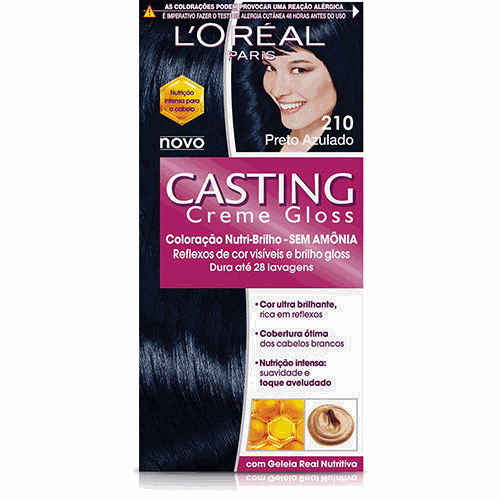 AS COLORAÇÕES PODEM PROVOCAR UMA REAÇÃO ALÉRGICA
É IMPERATIVO FAZER O TESTE DE ALERGIA CUTÂNEA 48 HORAS ANTES DO USO
L'ORÉAL
PARIS
Nutrição
intensa para
o cabelo
novo
210
Preto Azulado
CASTING
Creme Gloss
Coloração Nutri-Brilho - SEM AMÔNIA
Reflexos de cor visíveis e brilho gloss
Dura até 28 lavagens
• Cor ultra brilhante,
rica em reflexos
• Cobertura ótima
dos cabelos brancos
• Nutrição intensa:
suavidade e
toque aveludado
com Geleia Real Nutritiva